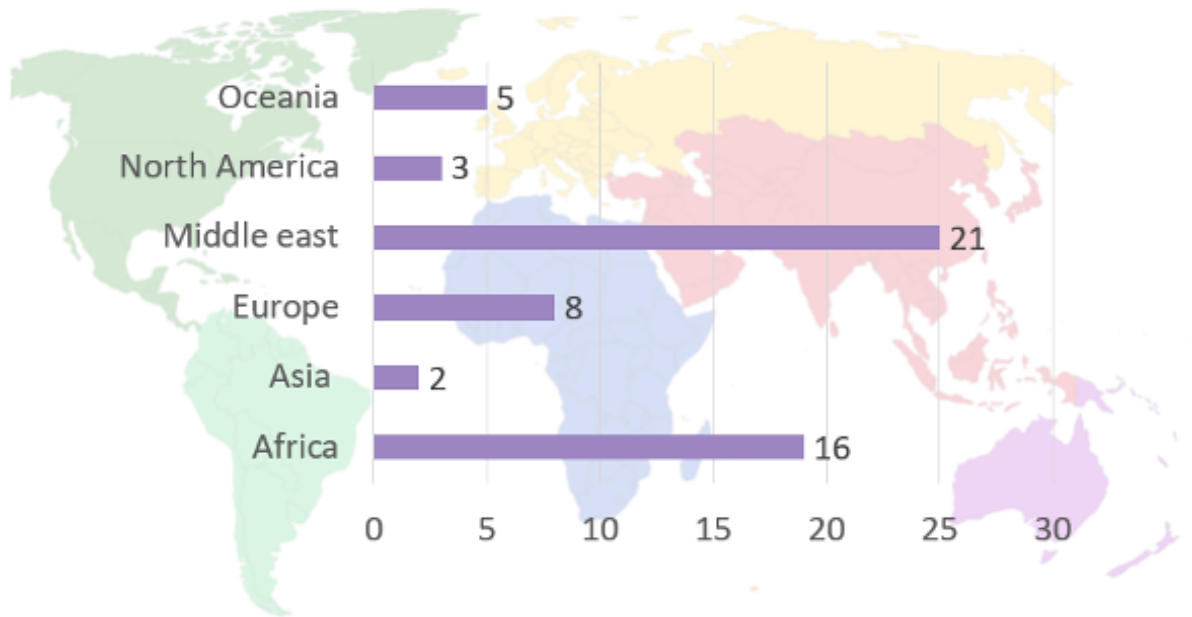 Oceania 5
North America 3
Middle east 21
Europe 8
Asia 2
Africa 16
0 5 10 15 20 25 30